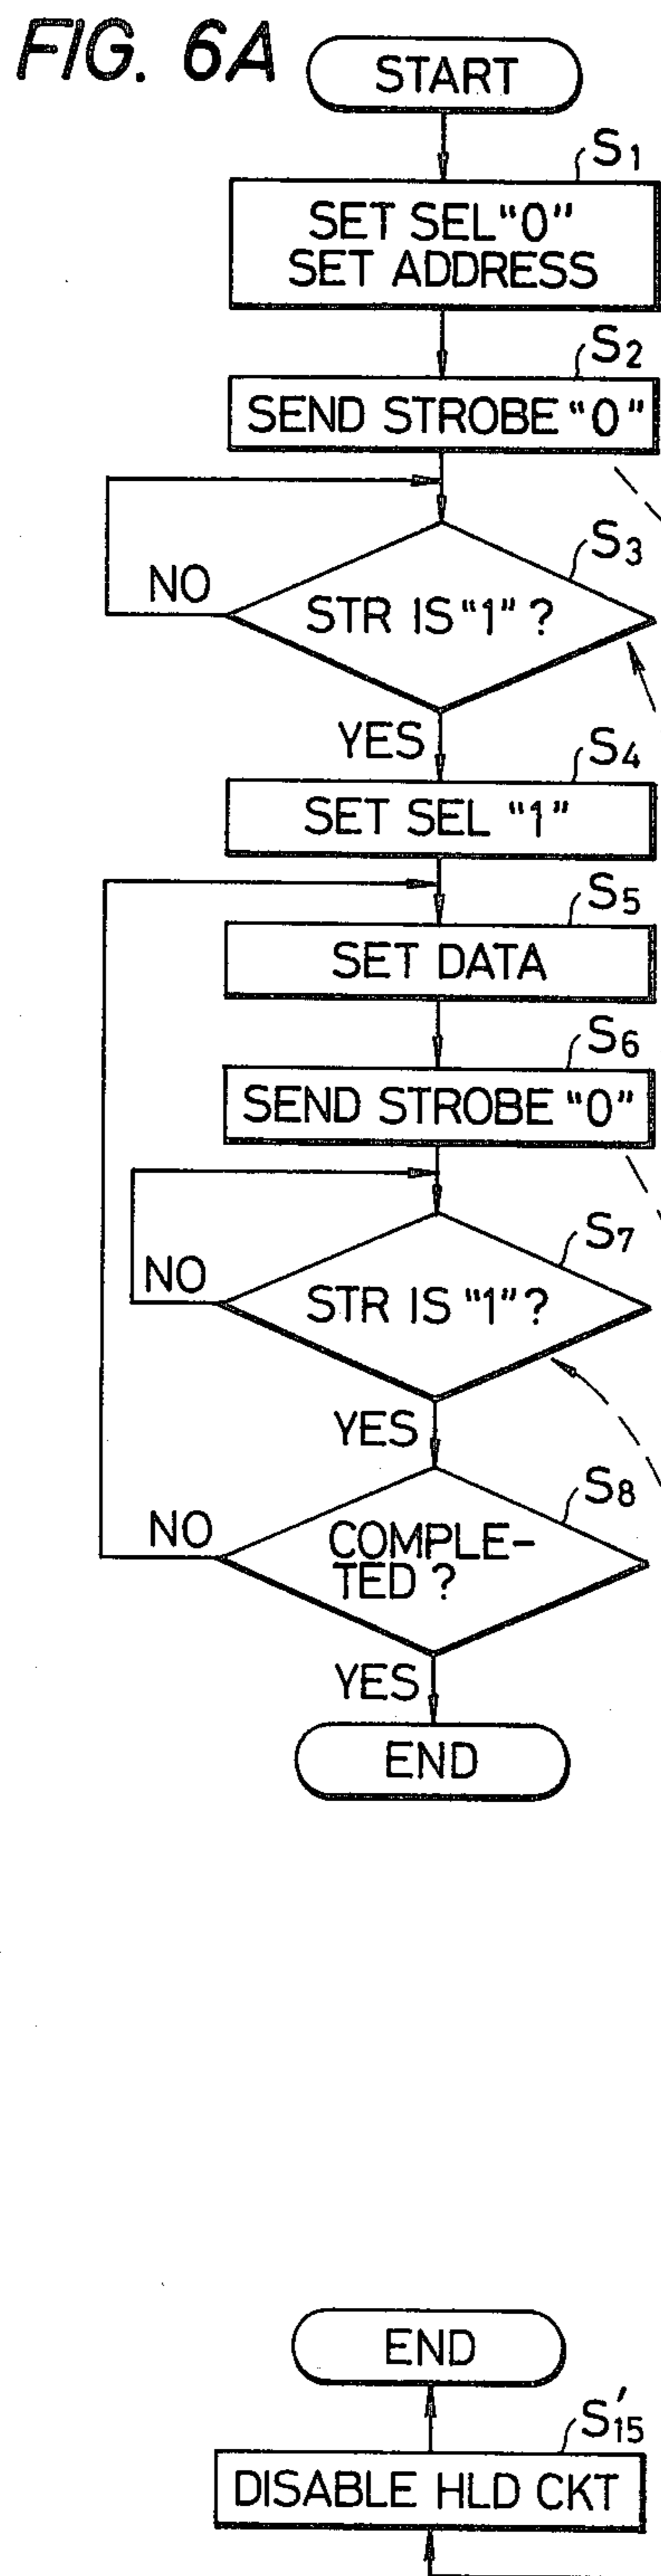 FIG. 6A
START
S1
SET SEL "0"
SET ADDRESS
S2
SEND STROBE "0"
S3
NO
STR IS "1" ?
YES
S4
SET SEL "1"
S5
SET DATA
S6
SEND STROBE "0"
S7
NO
STR IS "1" ?
YES
S8
NO
COMPLE-
TED ?
YES
END
END
S'15
DISABLE HLD CKT